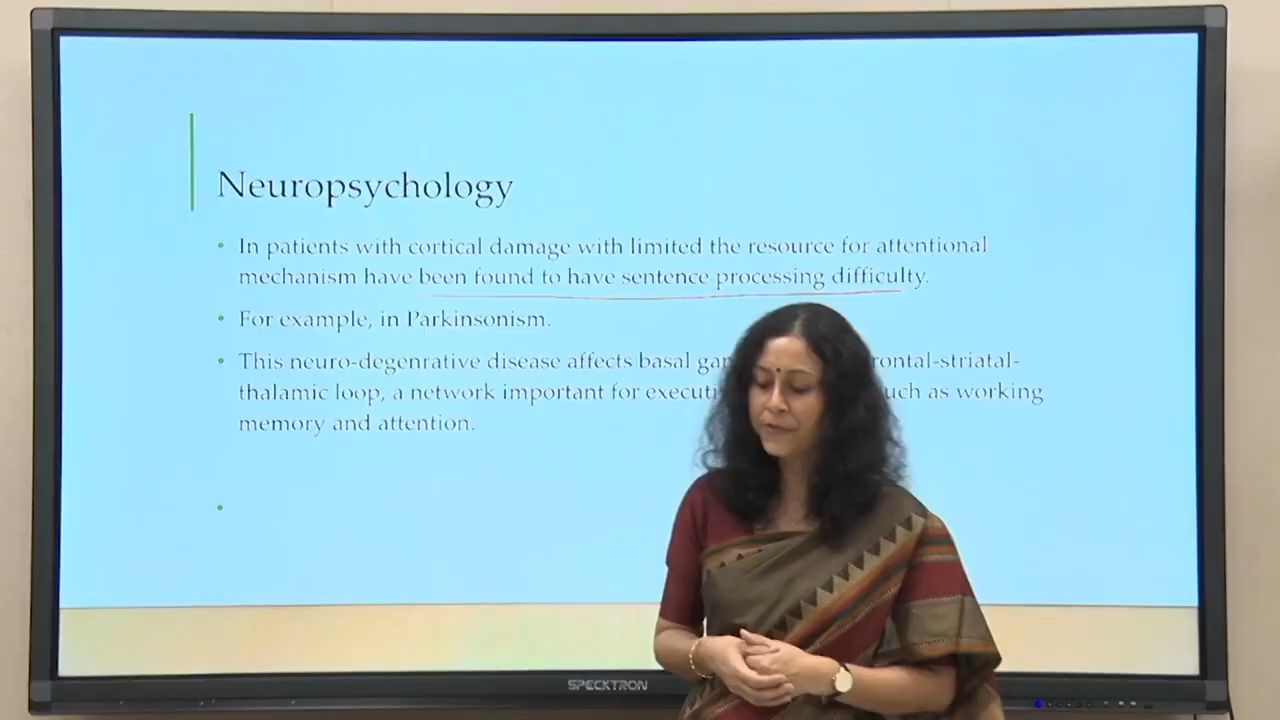 Neuropsychology
• In patients with cortical damage with limited the resource for attentional
mechanism have been found to have sentence processing difficulty.
• For example, in Parkinsonism.
• This neuro-degenrative disease affects basal rontal-striatal-
thalamic loop, a network important for uch as working
memory and attention.
•
SPECKTRON